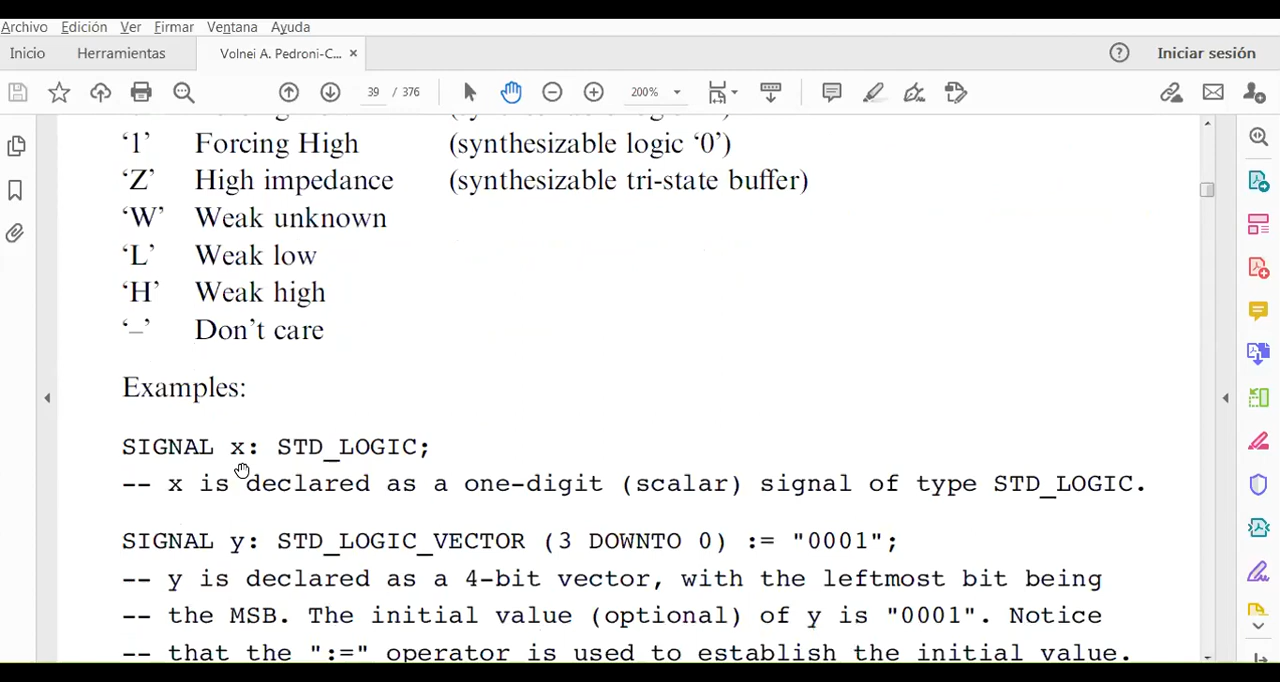 Archivo Edición Ver Firmar Ventana Ayuda
Inicio Herramientas Volnei A. Pedroni-C... × ? Iniciar sesión
39 / 376 200%
‘1’ Forcing High (synthesizable logic ‘0’)
‘Z’ High impedance (synthesizable tri-state buffer)
‘W’ Weak unknown
‘L’ Weak low
‘H’ Weak high
‘–’ Don’t care
Examples:
SIGNAL x: STD_LOGIC;
-- x is declared as a one-digit (scalar) signal of type STD_LOGIC.
SIGNAL y: STD_LOGIC_VECTOR (3 DOWNTO 0) := "0001";
-- y is declared as a 4-bit vector, with the leftmost bit being
-- the MSB. The initial value (optional) of y is "0001". Notice
-- that the ":=" operator is used to establish the initial value.